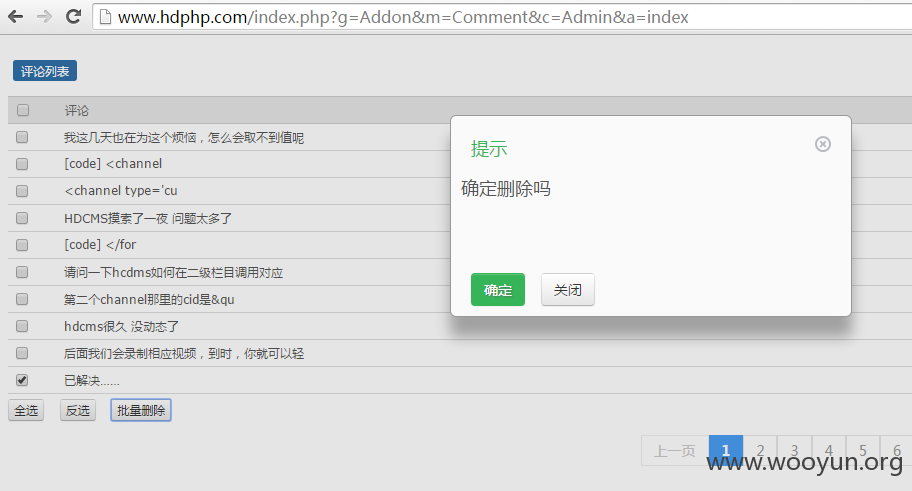 www.hdphp.com/index.php?g=Addon&m=Comment&c=Admin&a=index
评论列表
评论
我这几天也在为这个烦恼，怎么会取不到值呢
[code] <channel
<channel type='cu
HDCMS摸索了一夜 问题太多了
[code] </for
请问一下hcdms如何在二级栏目调用对应
第二个channel那里的cid是&qu
hdcms很久 没动态了
后面我们会录制相应视频，到时，你就可以轻
已解决......
全选 反选 批量删除
提示
确定删除吗
确定 关闭
上一页 1 2 3 4 5 6
www.wooyun.org